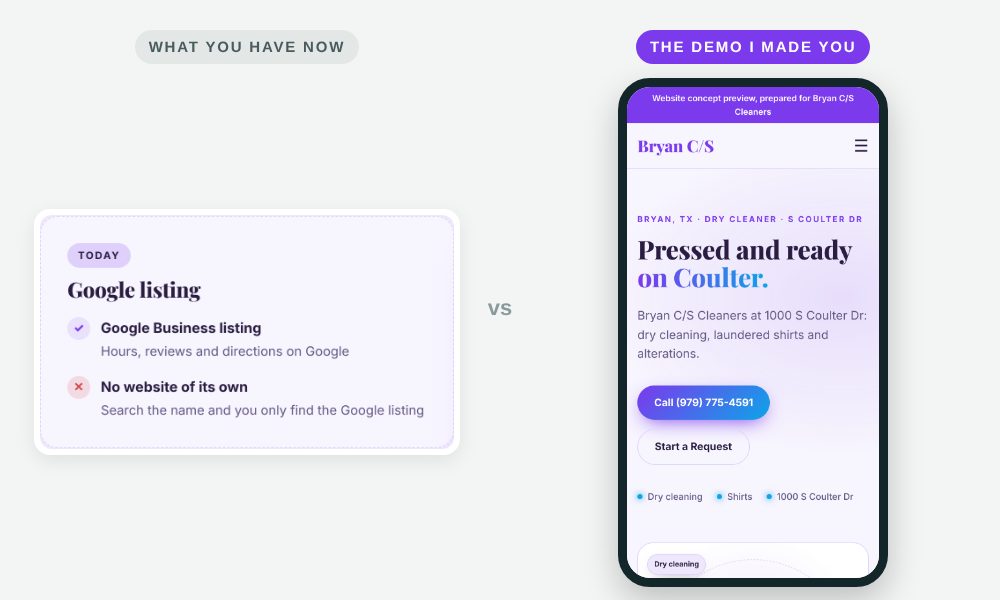 WHAT YOU HAVE NOW
TODAY
Google listing
Google Business listing
Hours, reviews and directions on Google
No website of its own
Search the name and you only find the Google listing
vs
THE DEMO I MADE YOU
Website concept preview, prepared for Bryan C/S
Cleaners
Bryan C/S
BRYAN, TX · DRY CLEANER · S COULTER DR
Pressed and ready
on Coulter.
Bryan C/S Cleaners at 1000 S Coulter Dr:
dry cleaning, laundered shirts and
alterations.
Call (979) 775-4591
Start a Request
Dry cleaning
Shirts
1000 S Coulter Dr
Dry cleaning